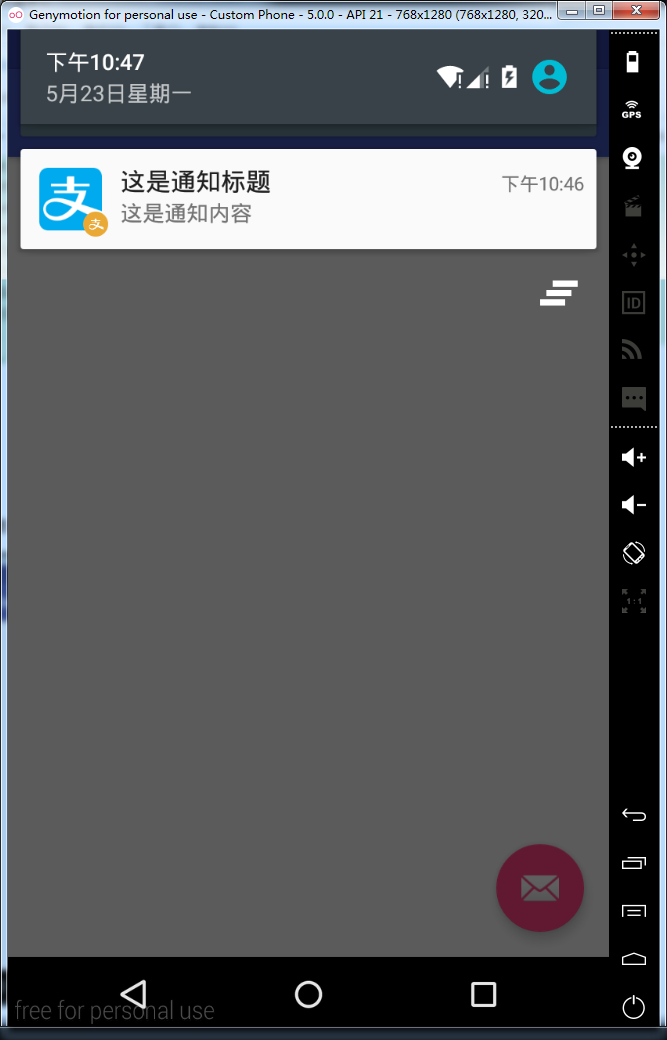 Genymotion for personal use - Custom Phone - 5.0.0 - API 21 - 768x1280 (768x1280, 320...
下午10:47
5月23日星期一
GPS
支
支
这是通知标题
下午10:46
这是通知内容
ID
1:1
free for personal use